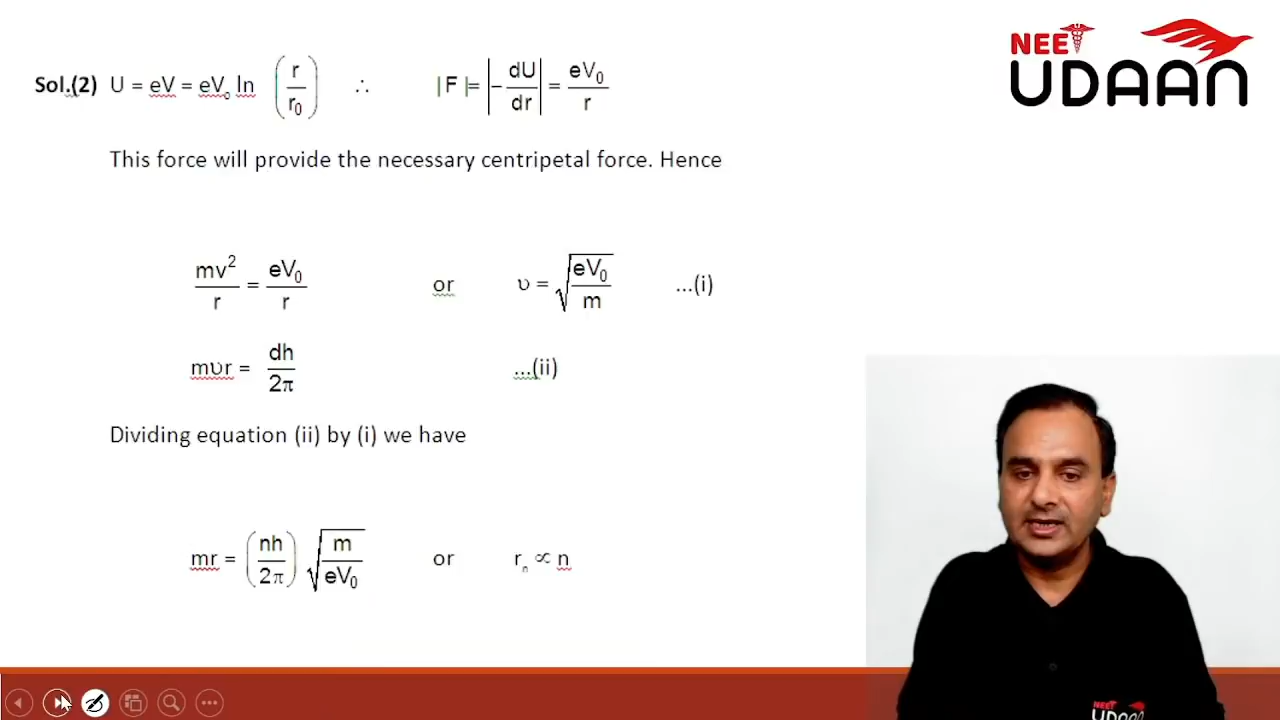 NEET
UDAAN
Sol.(2) U = eV = eV₀ ln (r/r₀) ∴ |F|= |−dU/dr| = eV₀/r
This force will provide the necessary centripetal force. Hence
mv²/r = eV₀/r or υ = √(eV₀/m) ...(i)
mυr = dh/2π ...(ii)
Dividing equation (ii) by (i) we have
mr = (nh/2π) √(m/eV₀) or rₙ ∝ n
NEET
UDAAN